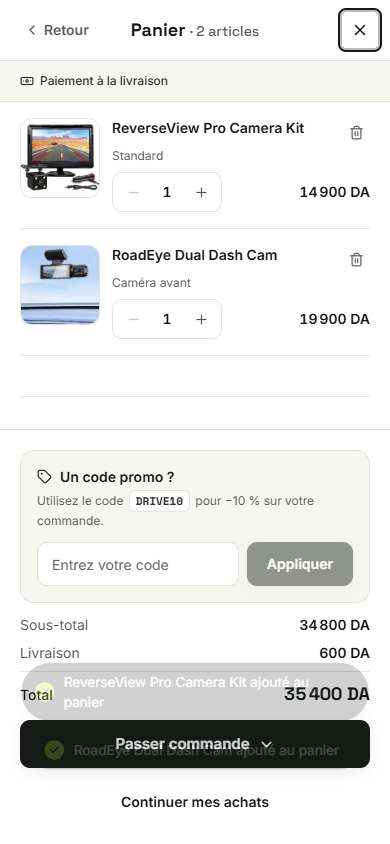 Retour
Panier · 2 articles
Paiement à la livraison
ReverseView Pro Camera Kit
Standard
1
14 900 DA
RoadEye Dual Dash Cam
Caméra avant
1
19 900 DA
Un code promo ?
Utilisez le code DRIVE10 pour −10 % sur votre
commande.
Entrez votre code
Appliquer
Sous-total
34 800 DA
Livraison
600 DA
ReverseView Pro Camera Kit ajouté au
panier
Total
35 400 DA
Passer commande
RoadEye Dual Dash Cam ajouté au panier
Continuer mes achats